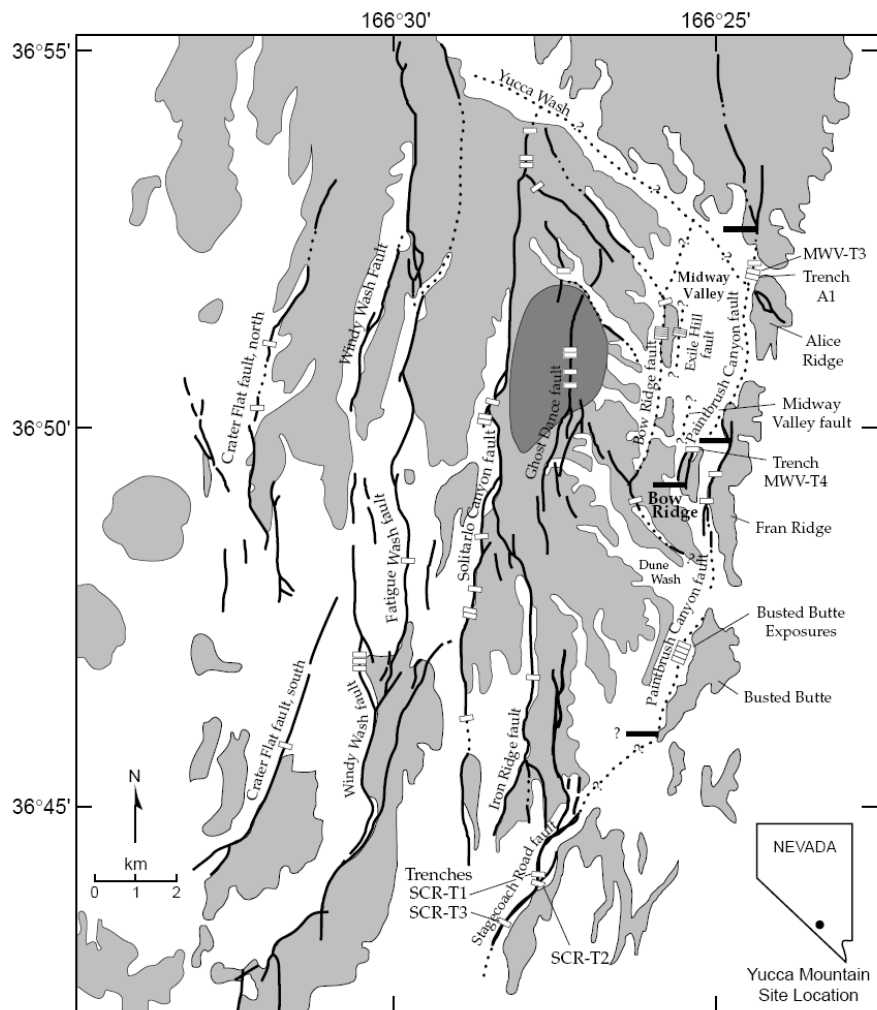 166°30'
166°25'
36°55'
36°50'
36°45'
Yucca Wash
?
?
?
?
MWV-T3
Trench
A1
Midway
Valley
Alice
Ridge
Windy Wash Fault
Crater Flat fault, north
Exile Hill
fault
Bow Ridge fault
Paintbrush Canyon fault
?
?
?
Midway
Valley fault
Ghost Dance fault
Trench
MWV-T4
Bow
Ridge
Solitarlo Canyon fault
Fatigue Wash fault
Fran Ridge
Dune
Wash
?
Paintbrush Canyon fault
Busted Butte
Exposures
Busted Butte
Crater Flat fault, south
Windy Wash fault
Iron Ridge fault
?
?
?
N
km
0 1 2
Stagecoach Road fault
Trenches
SCR-T1
SCR-T3
SCR-T2
NEVADA
Yucca Mountain
Site Location